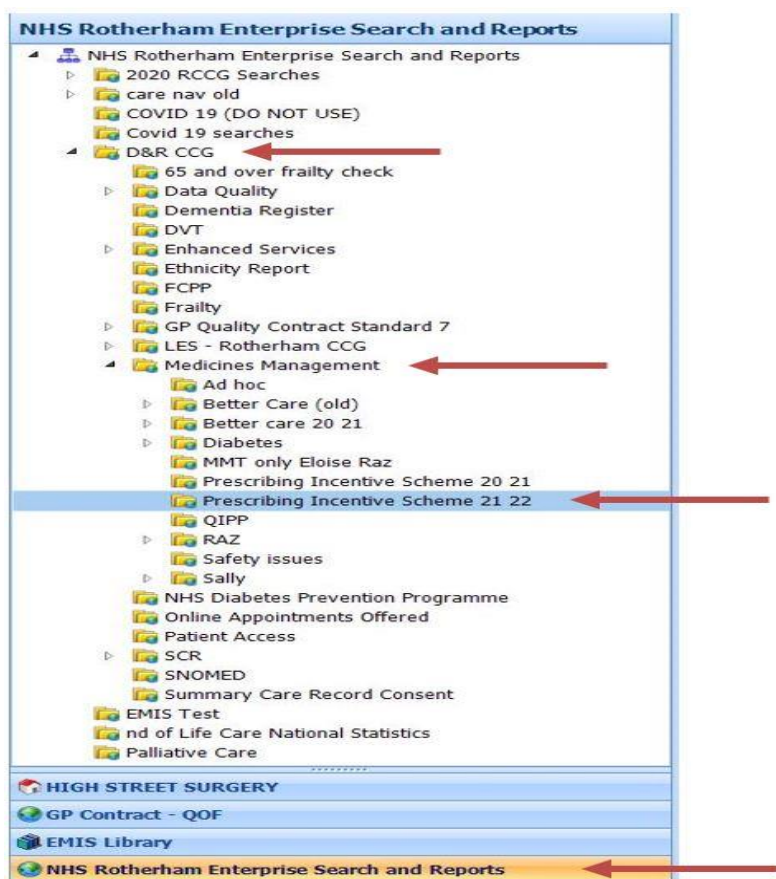 NHS Rotherham Enterprise Search and Reports
NHS Rotherham Enterprise Search and Reports
2020 RCCG Searches
care nav old
COVID 19 (DO NOT USE)
Covid 19 searches
D&R CCG
65 and over frailty check
Data Quality
Dementia Register
DVT
Enhanced Services
Ethnicity Report
FCPP
Frailty
GP Quality Contract Standard 7
LES - Rotherham CCG
Medicines Management
Ad hoc
Better Care (old)
Better care 20 21
Diabetes
MMT only Eloise Raz
Prescribing Incentive Scheme 20 21
Prescribing Incentive Scheme 21 22
QIPP
RAZ
Safety issues
Sally
NHS Diabetes Prevention Programme
Online Appointments Offered
Patient Access
SCR
SNOMED
Summary Care Record Consent
EMIS Test
nd of Life Care National Statistics
Palliative Care
HIGH STREET SURGERY
GP Contract - QOF
EMIS Library
NHS Rotherham Enterprise Search and Reports